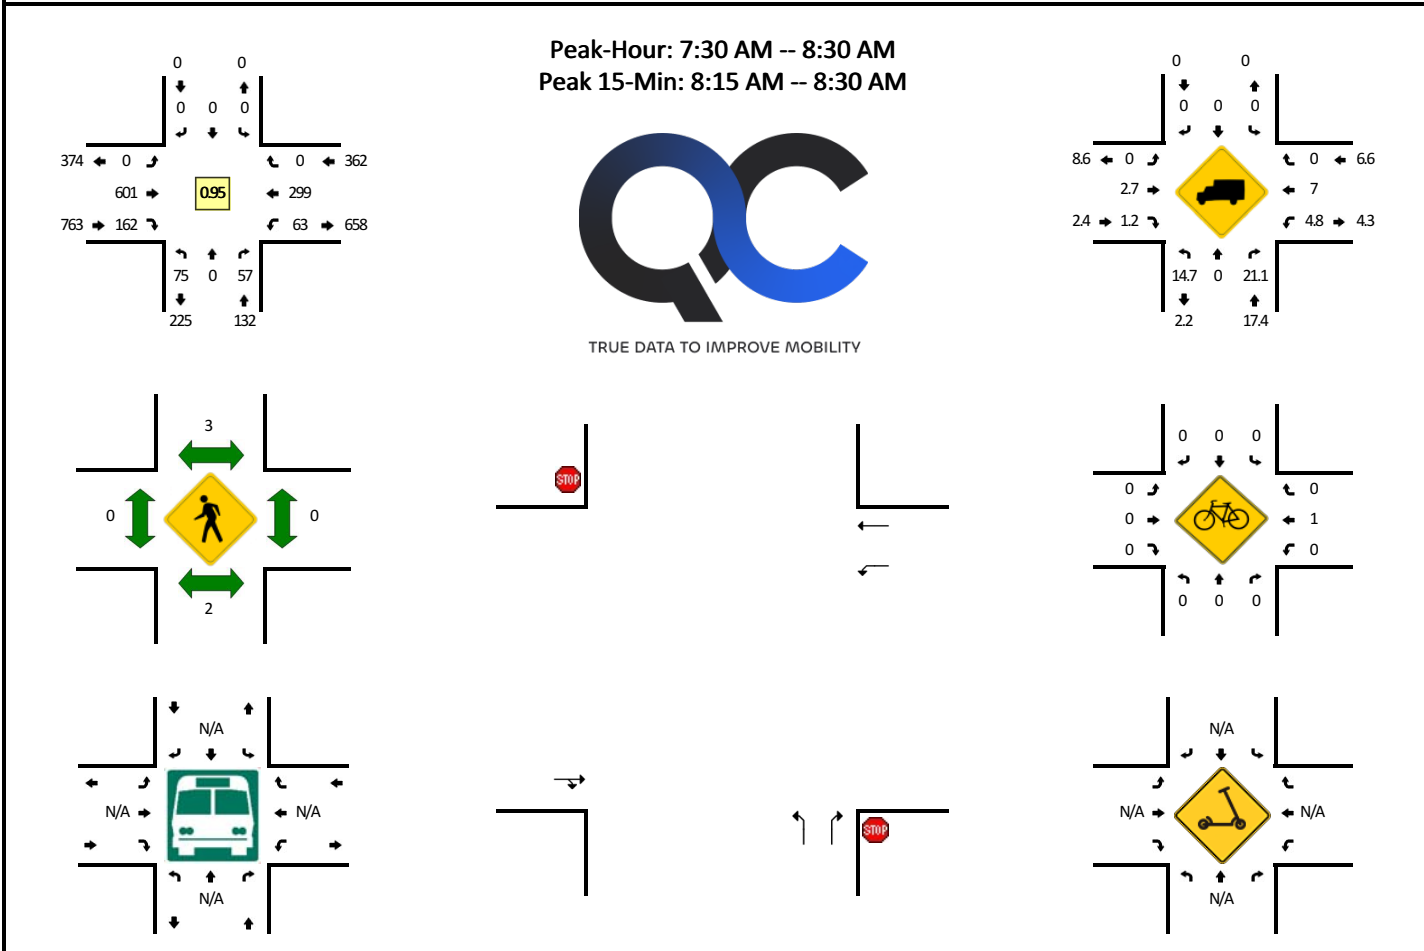 Peak-Hour: 7:30 AM -- 8:30 AM
Peak 15-Min: 8:15 AM -- 8:30 AM
0 0
0 0 0
374 0 0 362
601 0.95 299
763 162 63 658
75 0 57
225 132
TRUE DATA TO IMPROVE MOBILITY
0 0
0 0 0
8.6 0 0 6.6
2.7 7
2.4 1.2 4.8 4.3
14.7 0 21.1
2.2 17.4
3
0 0
2
STOP
STOP
0 0 0
0 0
0 1
0 0
0 0 0
N/A
N/A N/A
N/A
N/A
N/A N/A
N/A